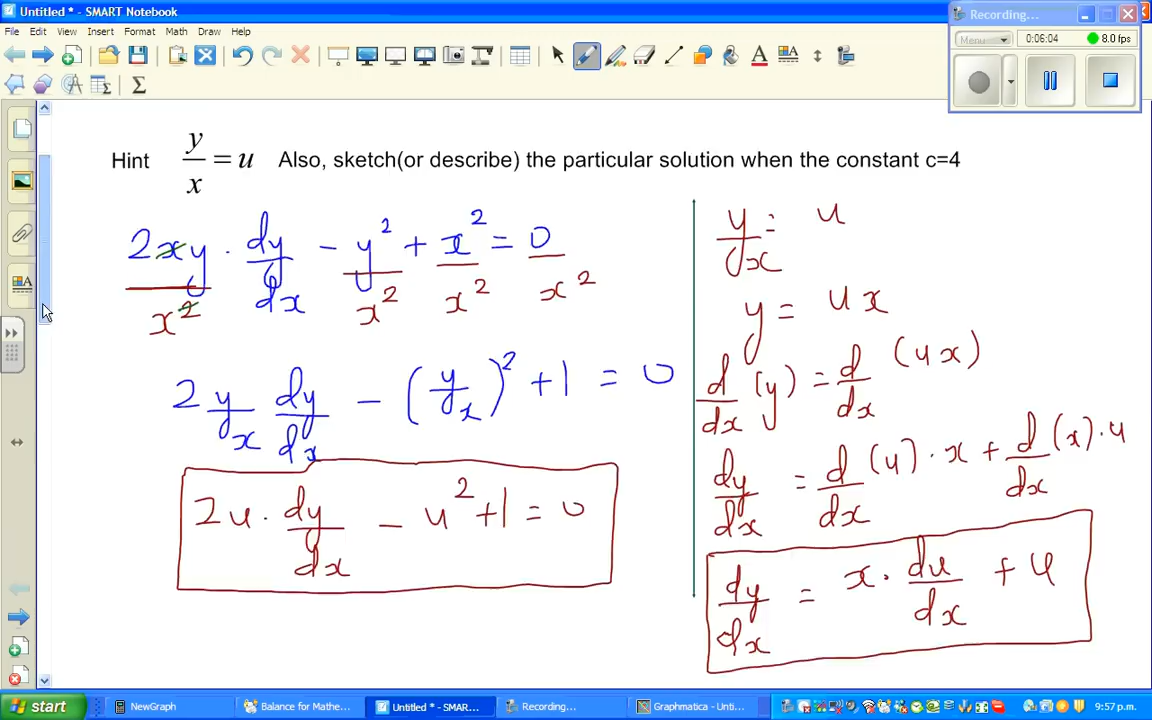 Untitled * - SMART Notebook
File Edit View Insert Format Math Draw Help
Recording...
Menu 0:06:04 8.0 fps
Hint y/x = u Also, sketch(or describe) the particular solution when the constant c=4
2xy/x² · dy/dx - y²/x² + x²/x² = 0/x²
2 y/x dy/dx - (y/x)² + 1 = 0
2u · dy/dx - u² + 1 = 0
y/x = u
y = ux
d/dx (y) = d/dx (ux)
dy/dx = d/dx (u) · x + d/dx (x) · u
dy/dx = x · du/dx + u
start NewGraph Balance for Mathe... Untitled * - SMAR... Recording... Graphmatica - Unti... 9:57 p.m.